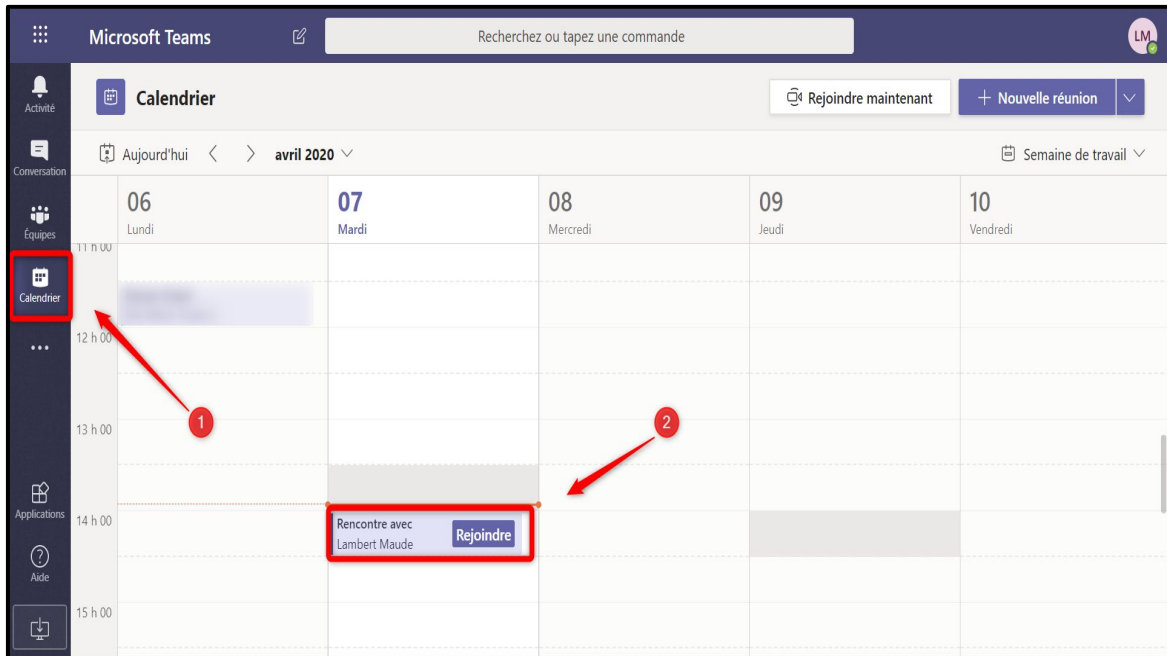 Microsoft Teams
Recherchez ou tapez une commande
LM
Activité
Conversation
Équipes
Calendrier
Applications
Aide
Calendrier
Rejoindre maintenant
Nouvelle réunion
Aujourd'hui
avril 2020
Semaine de travail
06
Lundi
07
Mardi
08
Mercredi
09
Jeudi
10
Vendredi
11 h 00
12 h 00
1
13 h 00
2
14 h 00
Rencontre avec
Lambert Maude
Rejoindre
15 h 00